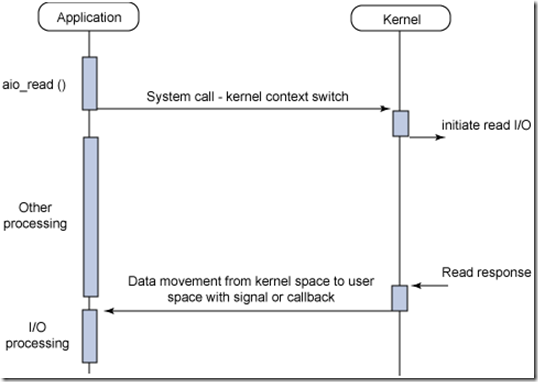 Application
Kernel
aio_read ()
System call - kernel context switch
initiate read I/O
Other
processing
Read response
Data movement from kernel space to user
space with signal or callback
I/O
processing